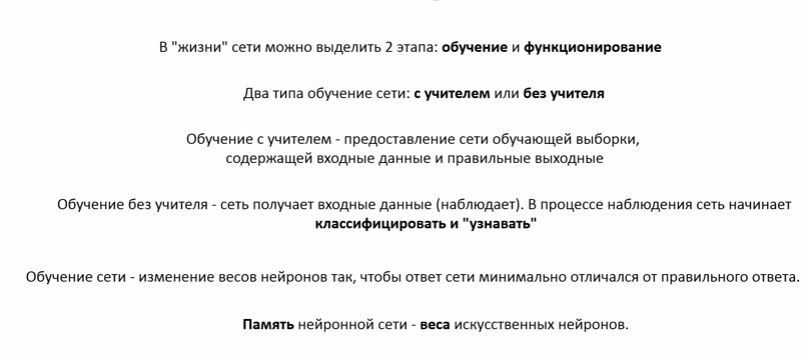 В "жизни" сети можно выделить 2 этапа: обучение и функционирование
Два типа обучение сети: с учителем или без учителя
Обучение с учителем - предоставление сети обучающей выборки,
содержащей входные данные и правильные выходные
Обучение без учителя - сеть получает входные данные (наблюдает). В процессе наблюдения сеть начинает
классифицировать и "узнавать"
Обучение сети - изменение весов нейронов так, чтобы ответ сети минимально отличался от правильного ответа.
Память нейронной сети - веса искусственных нейронов.